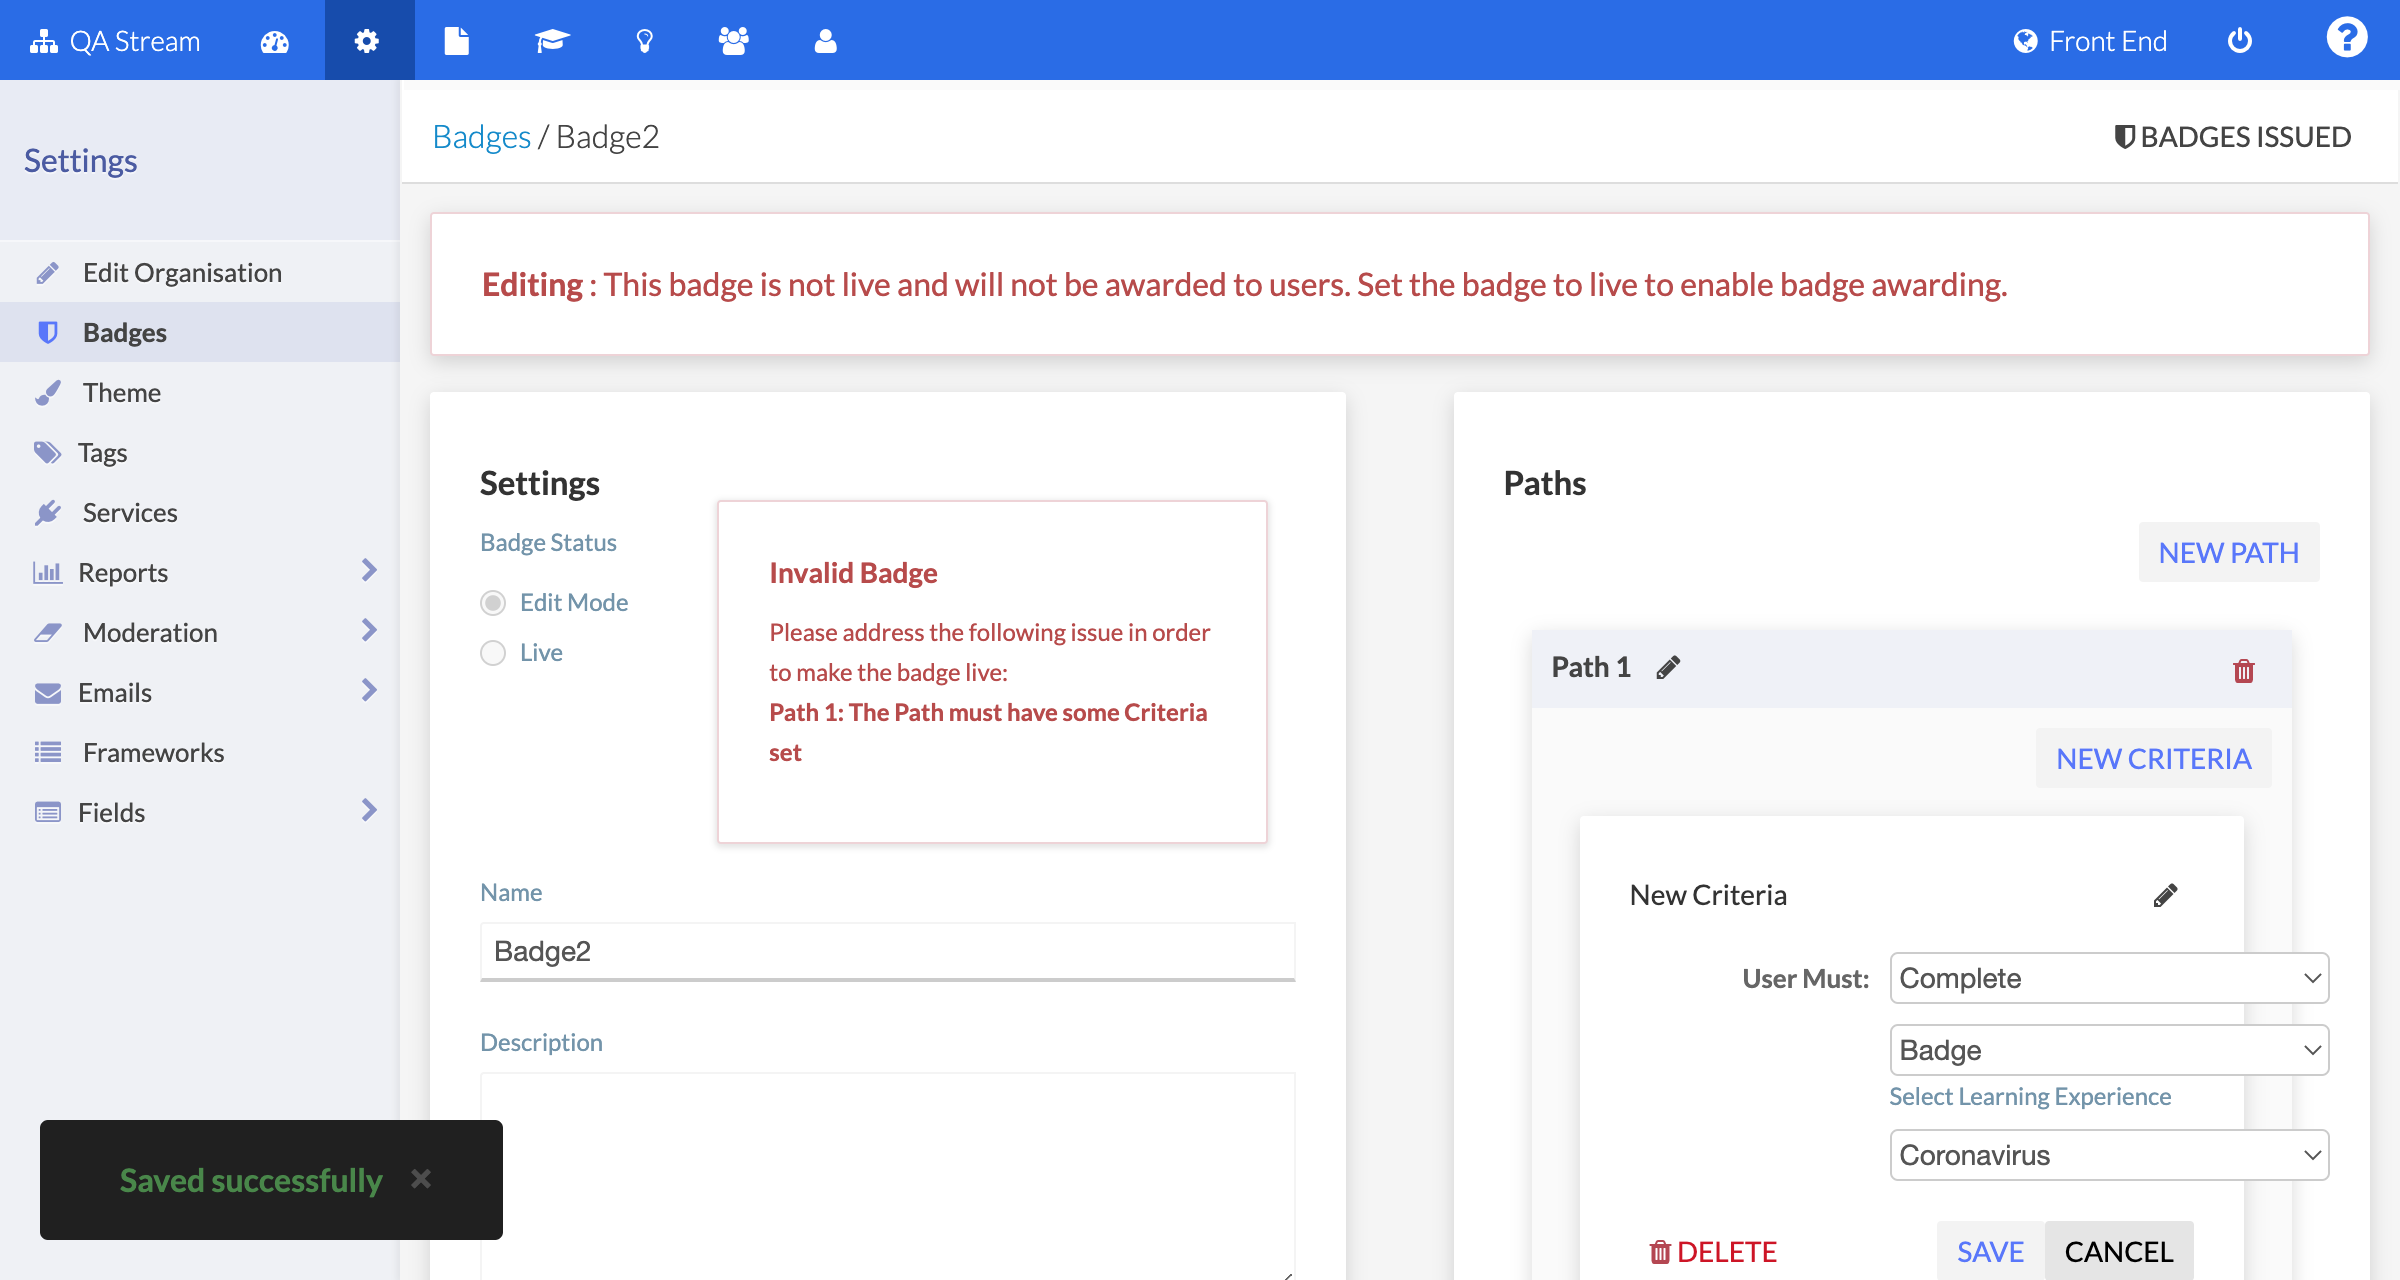 QA Stream
Front End
Settings
Edit Organisation
Badges
Theme
Tags
Services
Reports
Moderation
Emails
Frameworks
Fields
Badges / Badge2
BADGES ISSUED
Editing : This badge is not live and will not be awarded to users. Set the badge to live to enable badge awarding.
Settings
Badge Status
Edit Mode
Live
Invalid Badge
Please address the following issue in order
to make the badge live:
Path 1: The Path must have some Criteria
set
Name
Badge2
Description
Paths
NEW PATH
Path 1
NEW CRITERIA
New Criteria
User Must: Complete
Badge
Select Learning Experience
Coronavirus
DELETE SAVE CANCEL
Saved successfully ×